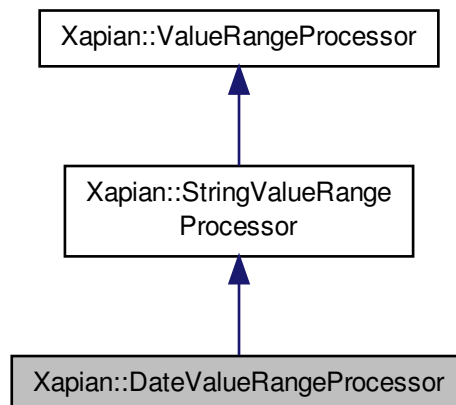 Xapian::ValueRangeProcessor
Xapian::StringValueRange
Processor
Xapian::DateValueRangeProcessor